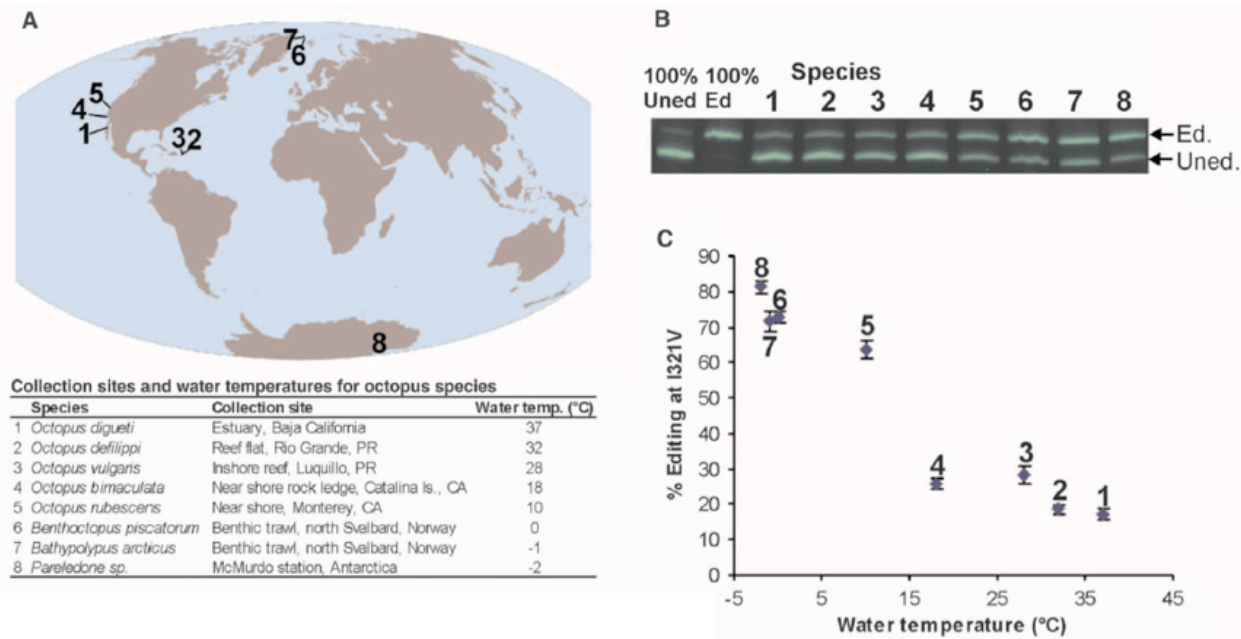 A
7
6
5
4
1
32
8
Collection sites and water temperatures for octopus species
Species Collection site Water temp. (°C)
1 Octopus digueti Estuary, Baja California 37
2 Octopus defilippi Reef flat, Rio Grande, PR 32
3 Octopus vulgaris Inshore reef, Luquillo, PR 28
4 Octopus bimaculata Near shore rock ledge, Catalina Is., CA 18
5 Octopus rubescens Near shore, Monterey, CA 10
6 Benthoctopus piscatorum Benthic trawl, north Svalbard, Norway 0
7 Bathypolypus arcticus Benthic trawl, north Svalbard, Norway -1
8 Pareledone sp. McMurdo station, Antarctica -2
B
100% 100% Species
Uned Ed 1 2 3 4 5 6 7 8
Ed.
Uned.
C
% Editing at I321V
90
80
70
60
50
40
30
20
10
0
8
6
7
5
4
3
2
1
-5 5 15 25 35 45
Water temperature (°C)